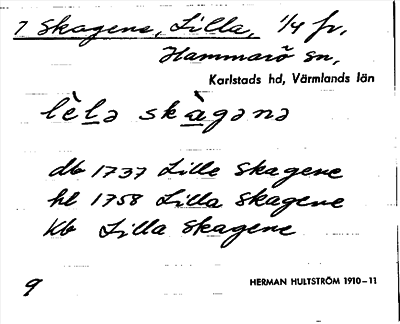 7 Skagene, Lilla, 1/4 fr,
Hammarö sn,
Karlstads hd, Värmlands län
lèlə skàgənə
db 1737 Lille Skagene
hl 1758 Lilla Skagene
Kb Lilla Skagene
9
HERMAN HULTSTRÖM 1910–11